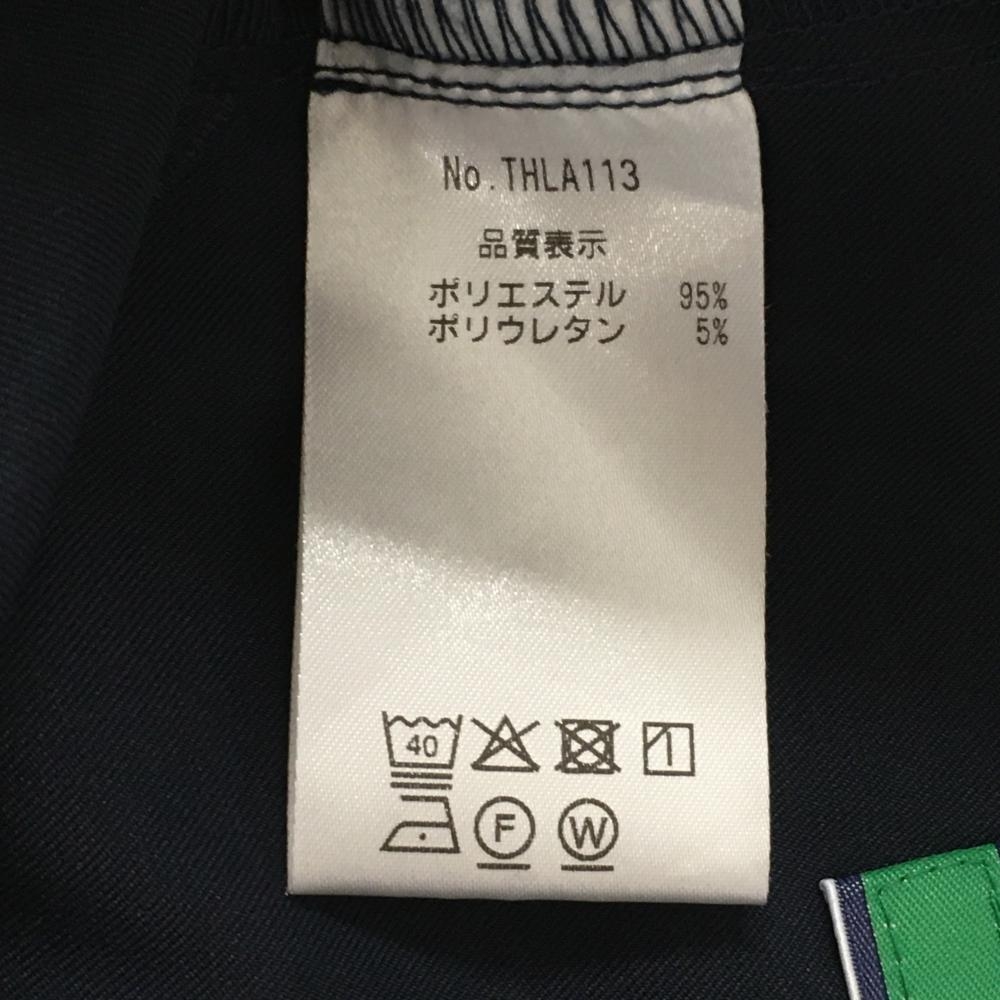 No.THLA113
品質表示
ポリエステル 95%
ポリウレタン 5%
40
F W